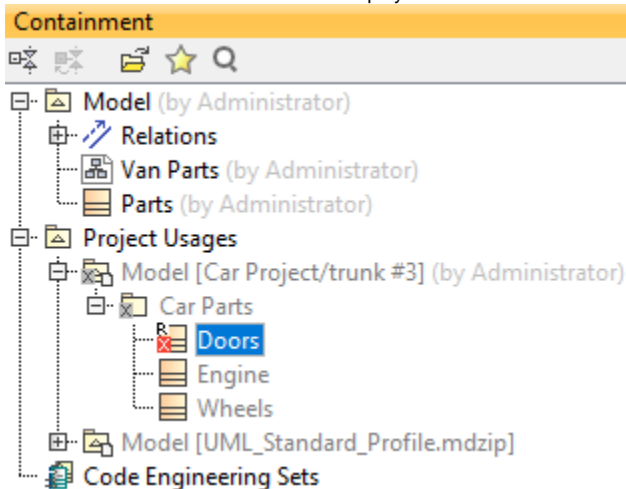 Containment
Model (by Administrator)
Relations
Van Parts (by Administrator)
Parts (by Administrator)
Project Usages
Model [Car Project/trunk #3] (by Administrator)
Car Parts
R Doors
Engine
Wheels
Model [UML_Standard_Profile.mdzip]
Code Engineering Sets